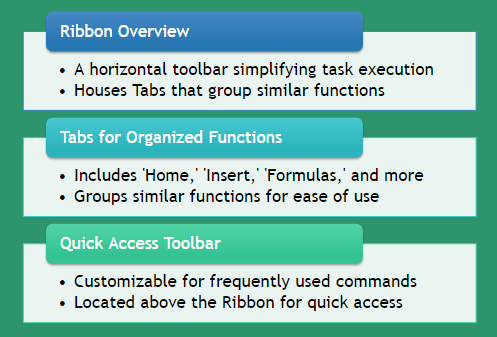 Ribbon Overview
• A horizontal toolbar simplifying task execution
• Houses Tabs that group similar functions
Tabs for Organized Functions
• Includes 'Home,' 'Insert,' 'Formulas,' and more
• Groups similar functions for ease of use
Quick Access Toolbar
• Customizable for frequently used commands
• Located above the Ribbon for quick access